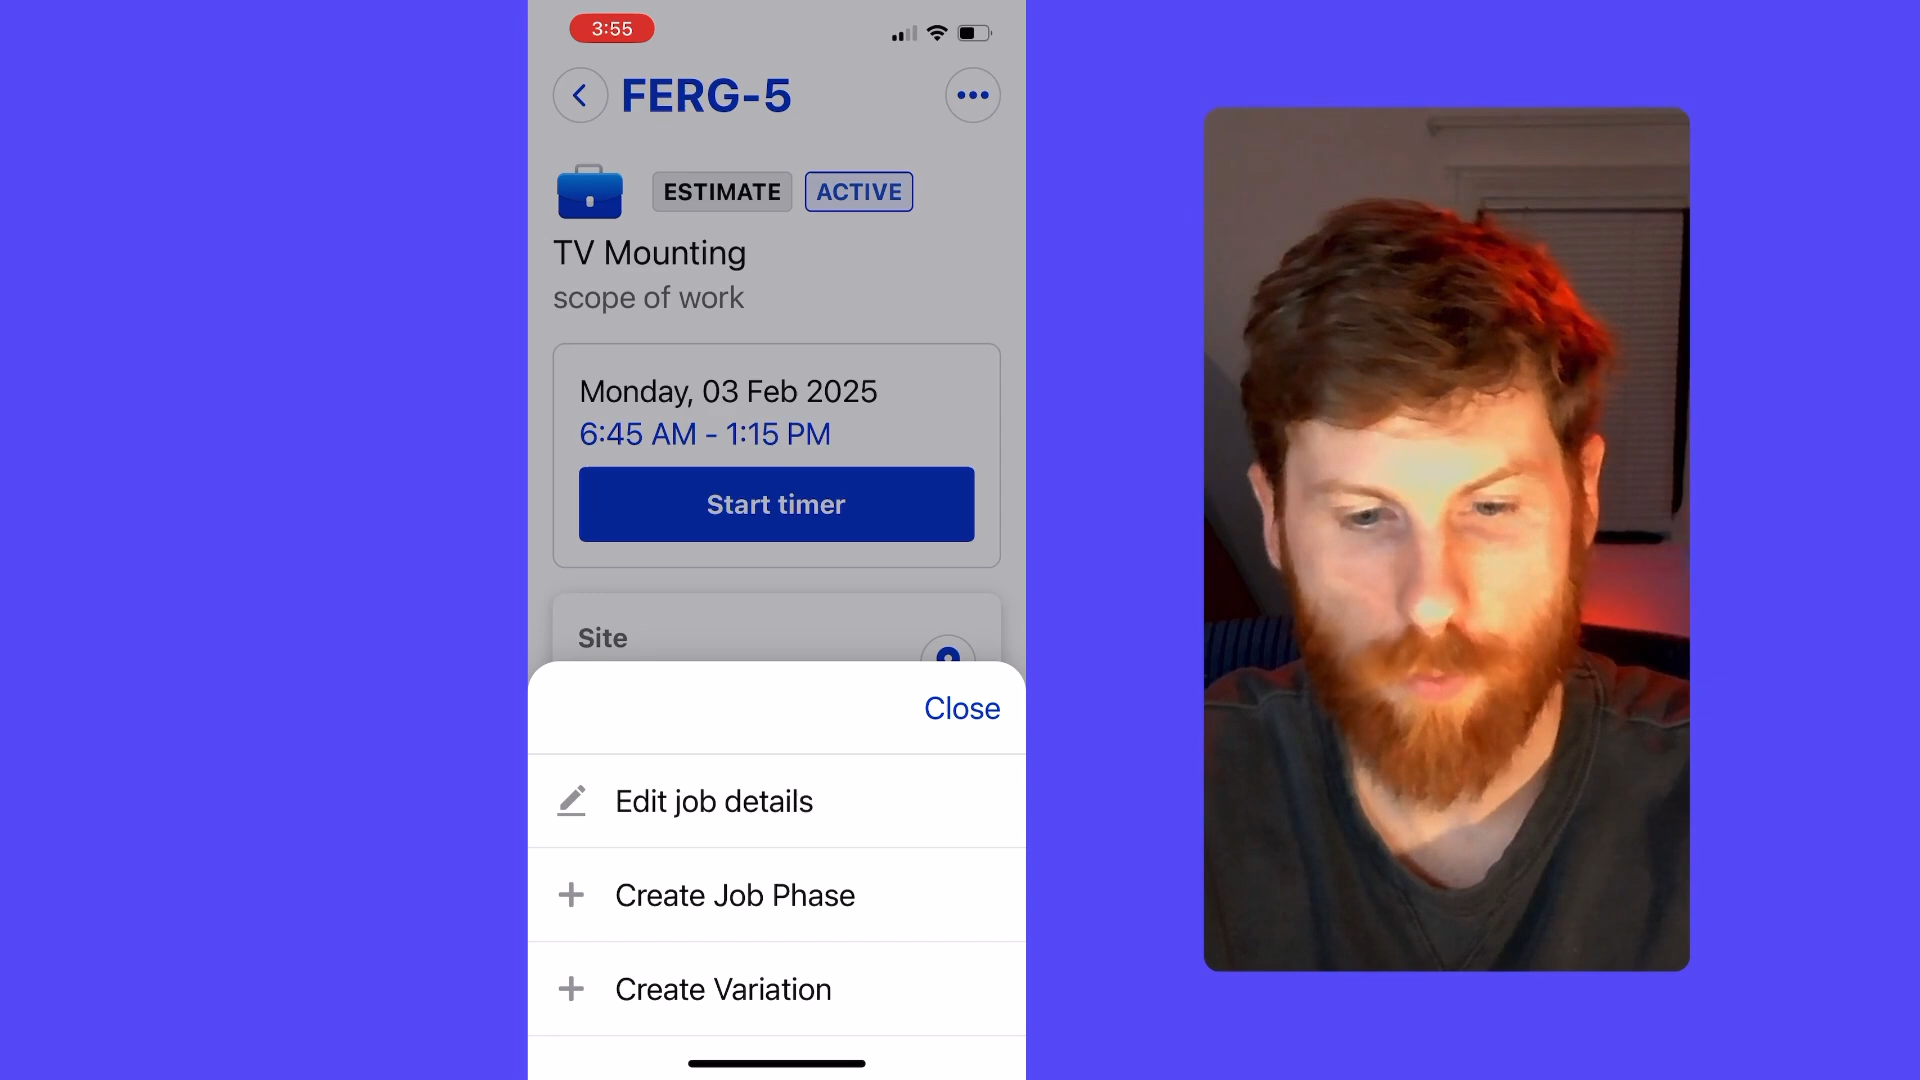 3:55
FERG-5
ESTIMATE
ACTIVE
TV Mounting
scope of work
Monday, 03 Feb 2025
6:45 AM - 1:15 PM
Start timer
Site
Close
Edit job details
Create Job Phase
Create Variation